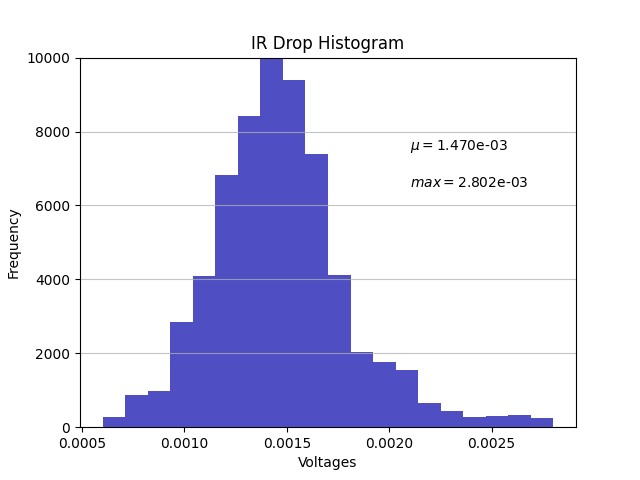 IR Drop Histogram
10000
8000
6000
4000
2000
0
Frequency
μ = 1.470e-03
max = 2.802e-03
0.0005 0.0010 0.0015 0.0020 0.0025
Voltages